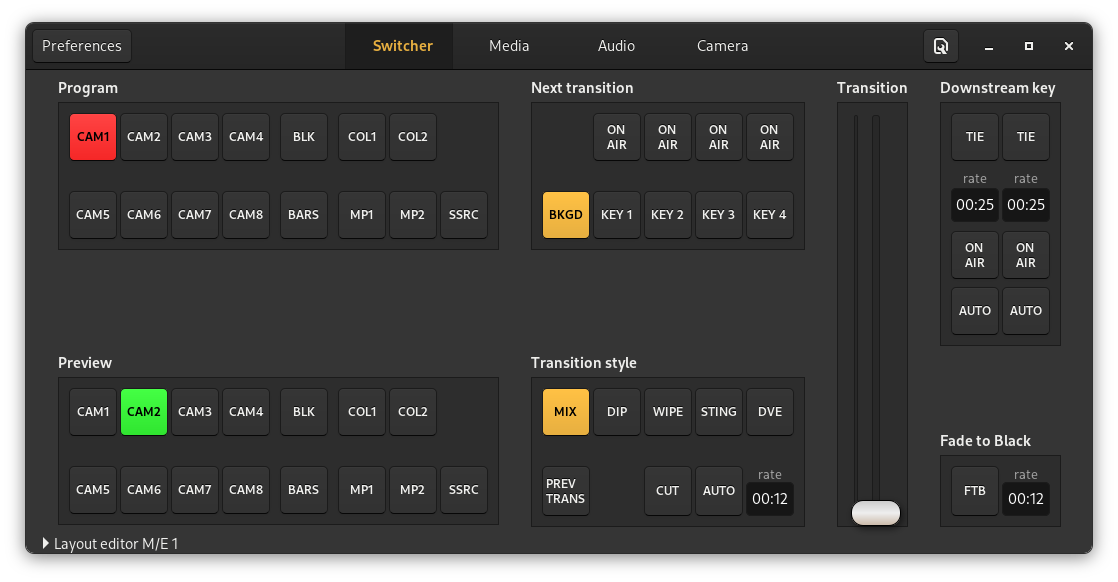 Preferences
Switcher
Media
Audio
Camera
Program
CAM1 CAM2 CAM3 CAM4 BLK COL1 COL2
CAM5 CAM6 CAM7 CAM8 BARS MP1 MP2 SSRC
Next transition
ON AIR ON AIR ON AIR ON AIR
BKGD KEY 1 KEY 2 KEY 3 KEY 4
Transition
Downstream key
TIE TIE
rate rate
00:25 00:25
ON AIR ON AIR
AUTO AUTO
Preview
CAM1 CAM2 CAM3 CAM4 BLK COL1 COL2
CAM5 CAM6 CAM7 CAM8 BARS MP1 MP2 SSRC
Transition style
MIX DIP WIPE STING DVE
PREV TRANS CUT AUTO rate 00:12
Fade to Black
FTB rate 00:12
Layout editor M/E 1